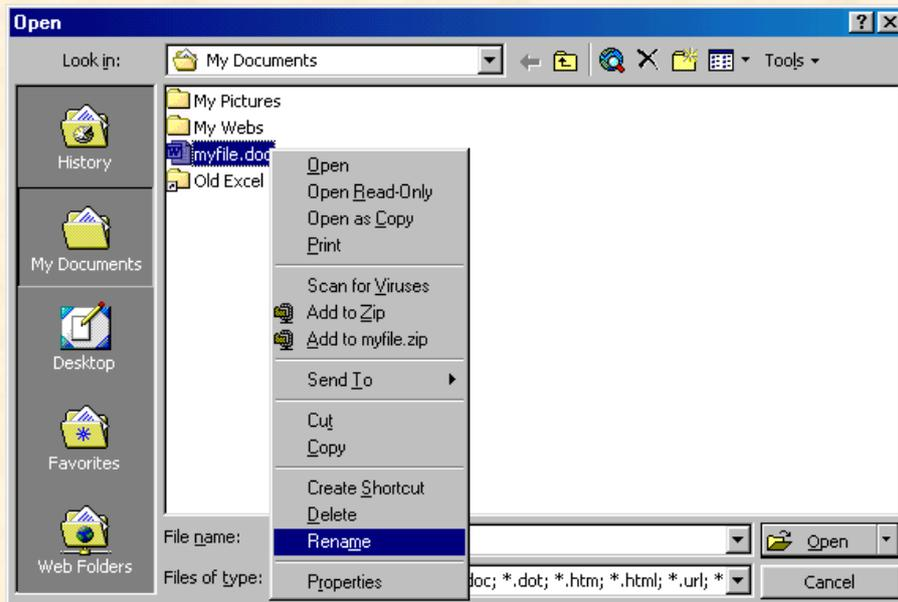 Open
Look in:
My Documents
Tools
History
My Documents
Desktop
Favorites
Web Folders
My Pictures
My Webs
myfile.doc
Old Excel
Open
Open Read-Only
Open as Copy
Print
Scan for Viruses
Add to Zip
Add to myfile.zip
Send To
Cut
Copy
Create Shortcut
Delete
Rename
Properties
File name:
Open
Files of type:
doc; *.dot; *.htm; *.html; *.url; *
Cancel